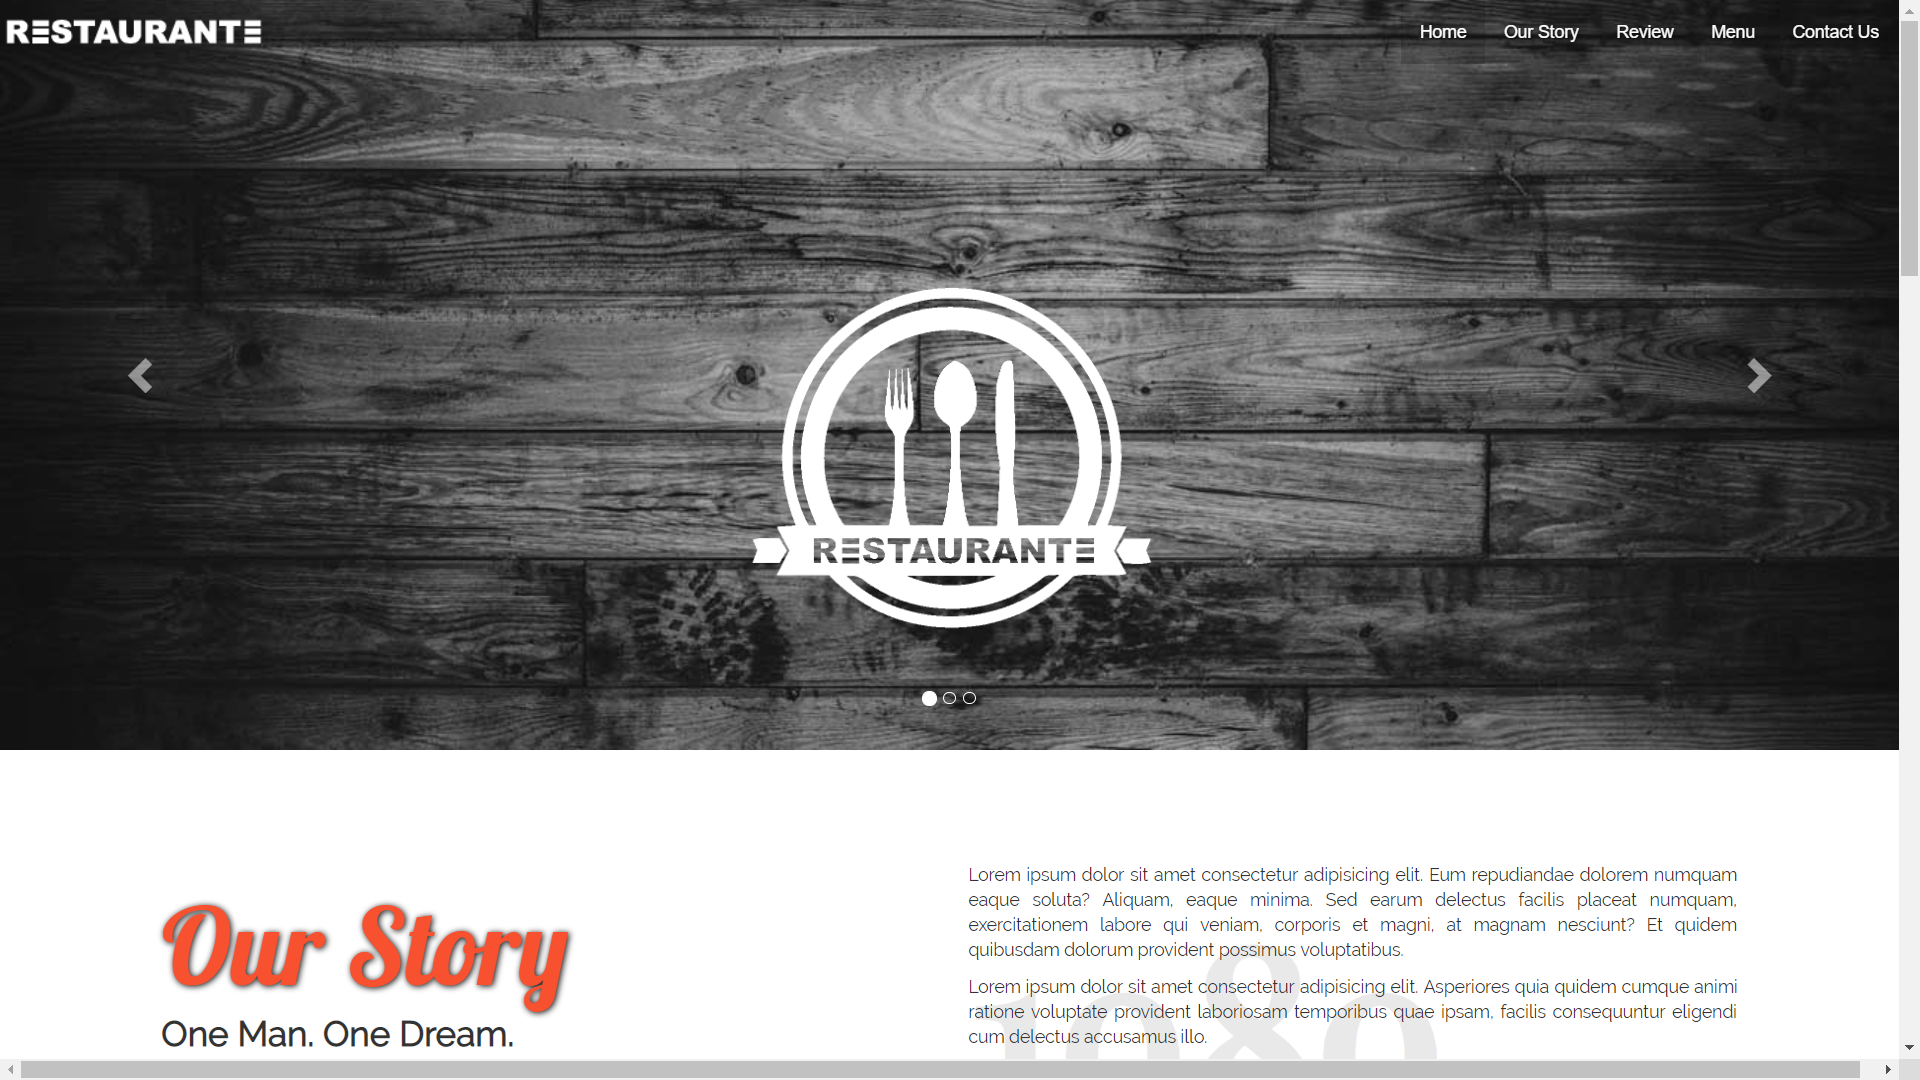 RESTAURANTE
Home Our Story Review Menu Contact Us
RESTAURANTE
Our Story
One Man. One Dream.
Lorem ipsum dolor sit amet consectetur adipisicing elit. Eum repudiandae dolorem numquam
eaque soluta? Aliquam, eaque minima. Sed earum delectus facilis placeat numquam,
exercitationem labore qui veniam, corporis et magni, at magnam nesciunt? Et quidem
quibusdam dolorum provident possimus voluptatibus.
Lorem ipsum dolor sit amet consectetur adipisicing elit. Asperiores quia quidem cumque animi
ratione voluptate provident laboriosam temporibus quae ipsam, facilis consequuntur eligendi
cum delectus accusamus illo.